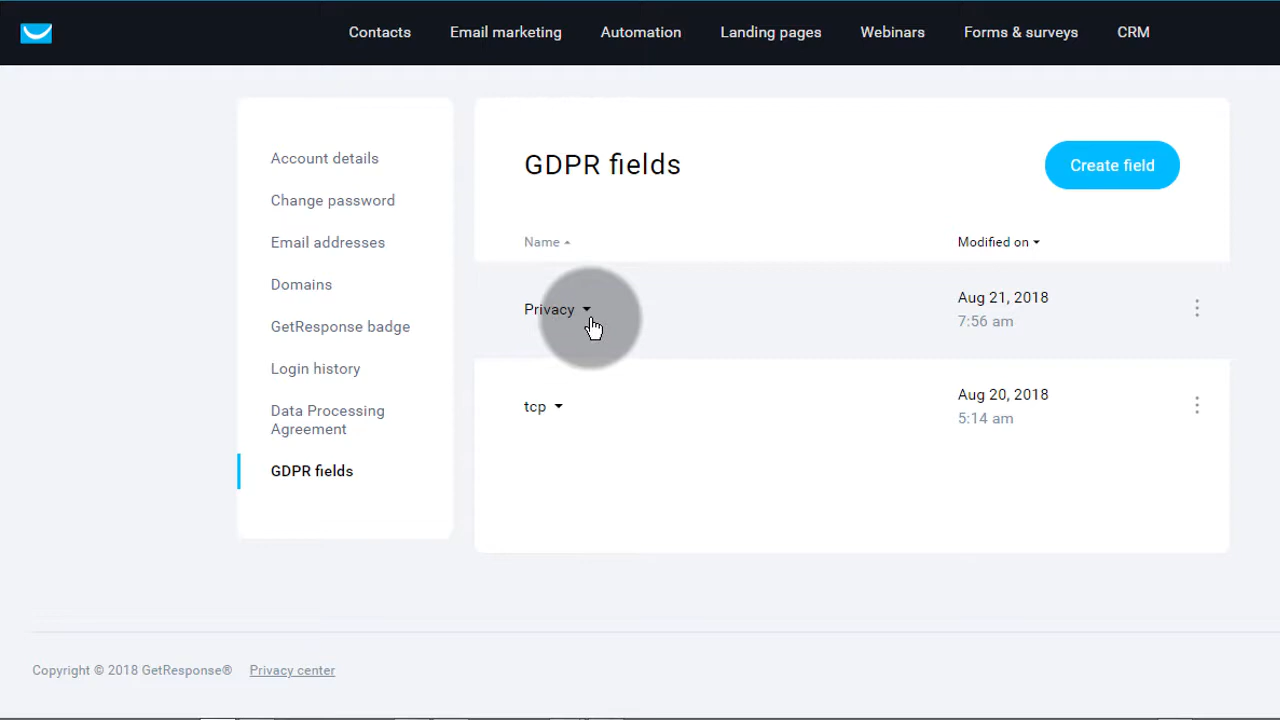 Contacts
Email marketing
Automation
Landing pages
Webinars
Forms & surveys
CRM
Account details
Change password
Email addresses
Domains
GetResponse badge
Login history
Data Processing
Agreement
GDPR fields
GDPR fields
Create field
Name
Modified on
Privacy
Aug 21, 2018
7:56 am
tcp
Aug 20, 2018
5:14 am
Copyright © 2018 GetResponse®
Privacy center